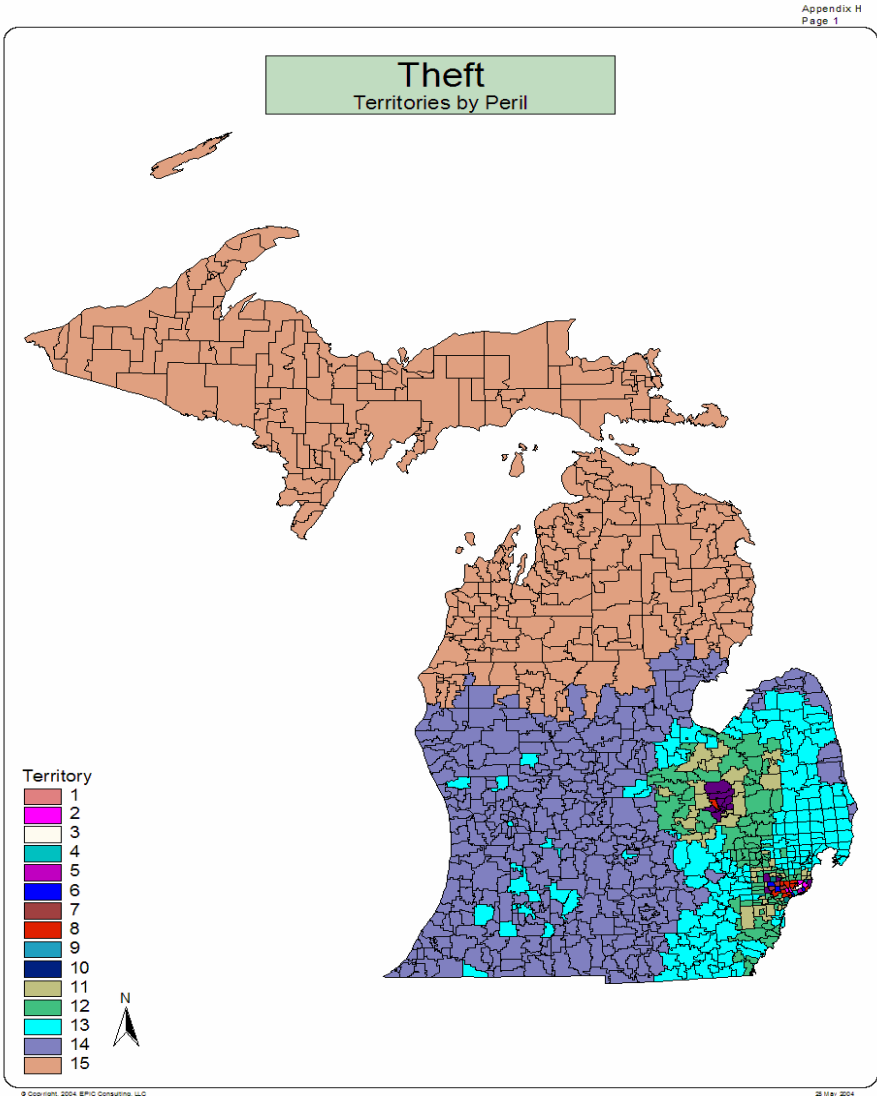 Appendix H
Page 1
Theft
Territories by Peril
Territory
1
2
3
4
5
6
7
8
9
10
11
12
13
14
15
N
© Copyright, 2004, EPIC Consulting, LLC
25 May 2004